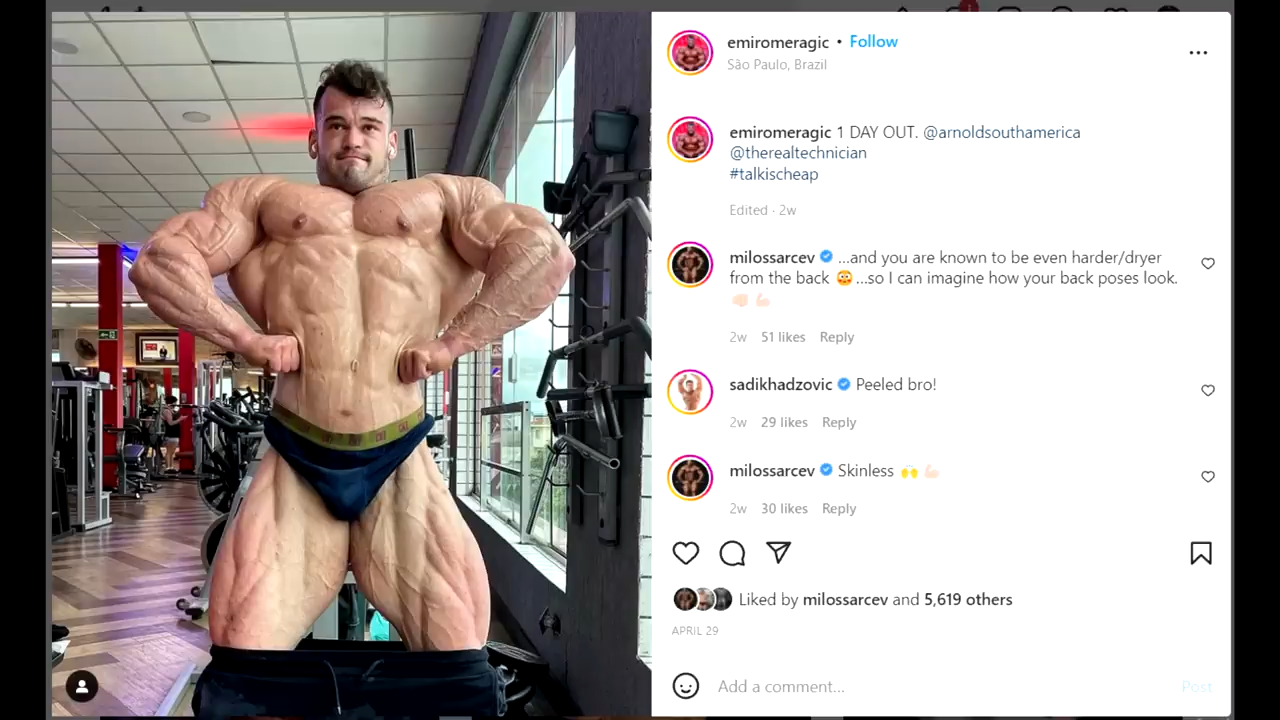 emiromeragic • Follow
São Paulo, Brazil
emiromeragic 1 DAY OUT. @arnoldsouthamerica
@therealtechnician
#talkischeap
Edited · 2w
milossarcev ...and you are known to be even harder/dryer
from the back 😳...so I can imagine how your back poses look.
👊🏻 💪🏻
2w 51 likes Reply
sadikhadzovic Peeled bro!
2w 29 likes Reply
milossarcev Skinless 🙌 💪🏻
2w 30 likes Reply
Liked by milossarcev and 5,619 others
APRIL 29
Add a comment...
Post